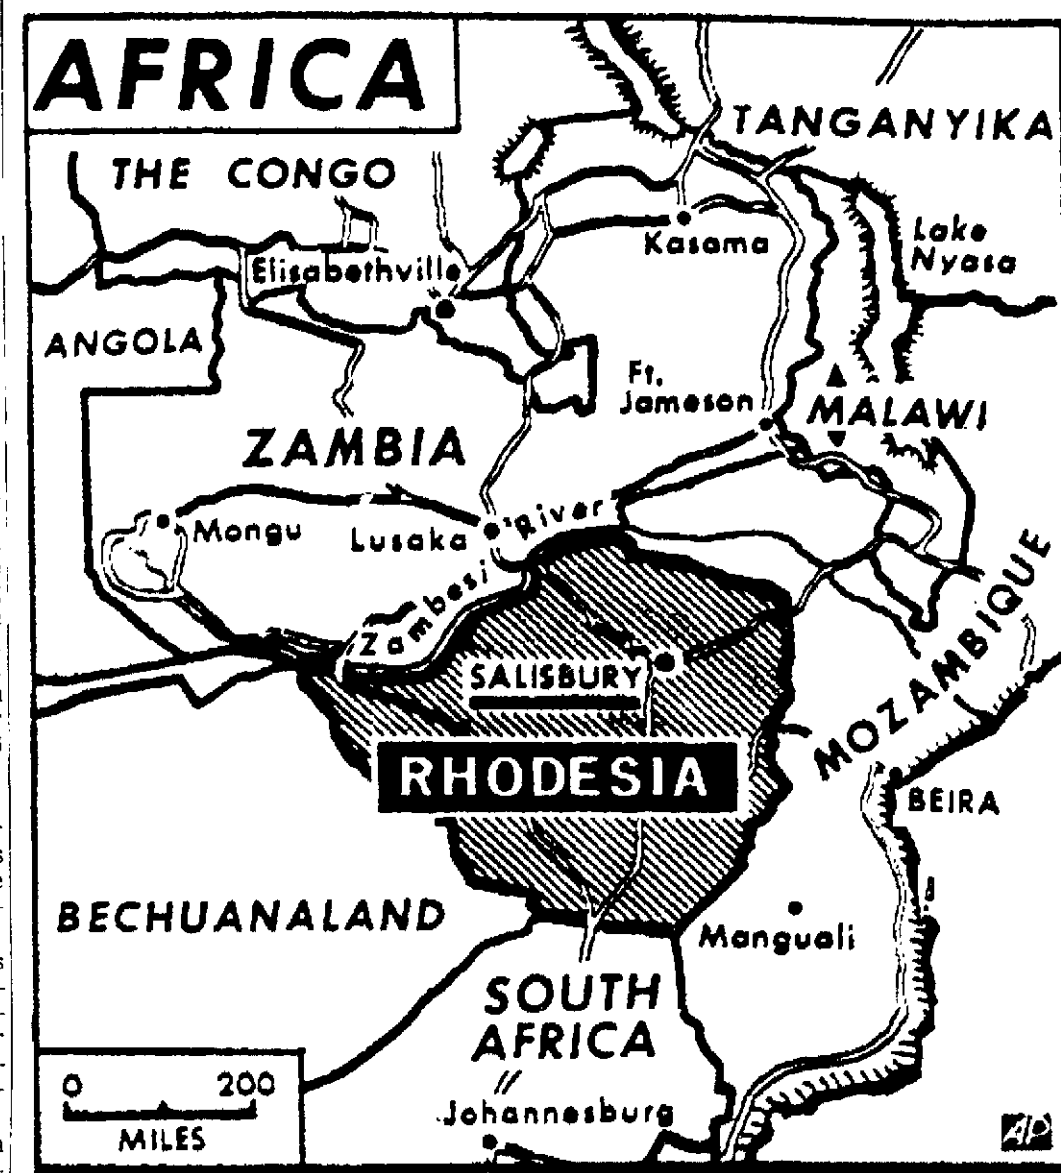 AFRICA
TANGANYIKA
THE CONGO
Kasama
Lake
Nyasa
Elisabethville
ANGOLA
Ft.
Jameson
MALAWI
ZAMBIA
Mongu
Lusaka
Zambesi River
MOZAMBIQUE
SALISBURY
RHODESIA
BEIRA
BECHUANALAND
Manguali
SOUTH
AFRICA
0 200
MILES
Johannesburg
AP